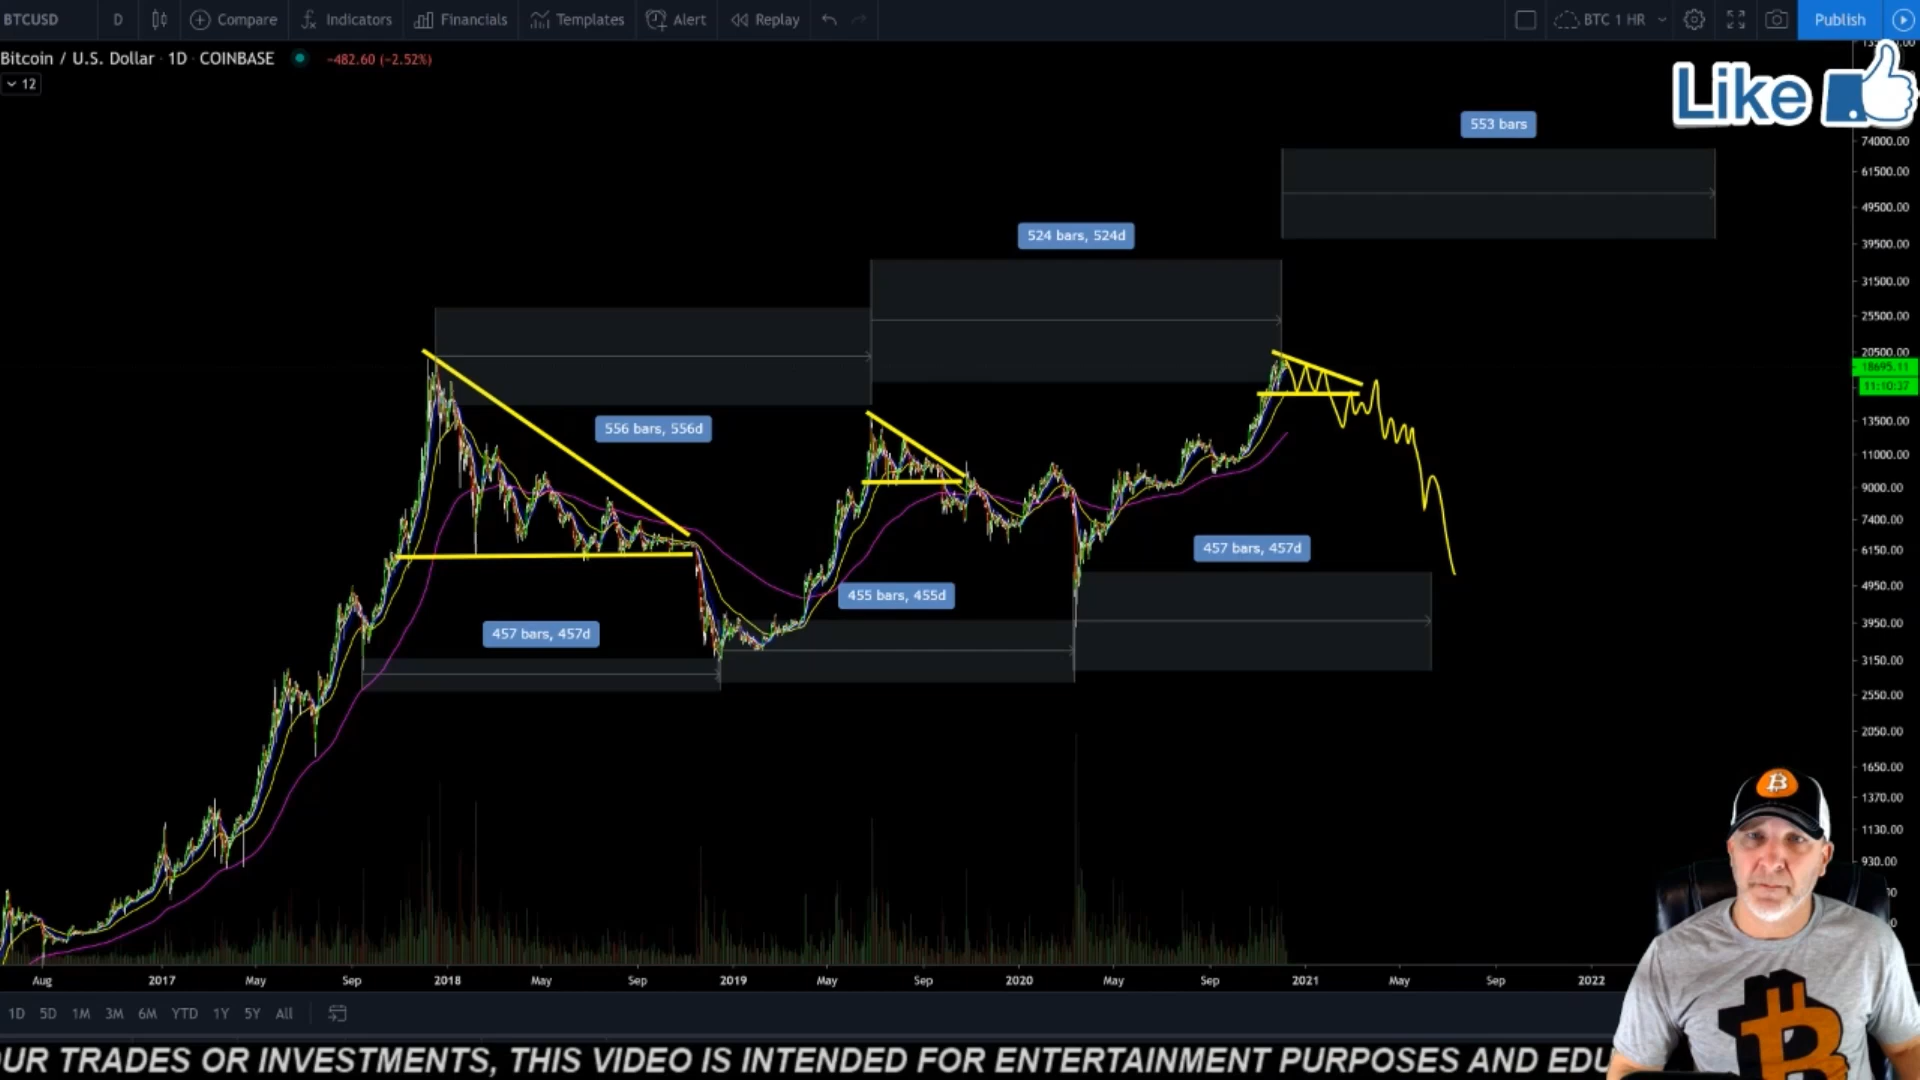 BTCUSD D Compare Indicators Financials Templates Alert Replay BTC 1 HR Publish
Bitcoin / U.S. Dollar 1D COINBASE −482.60 (−2.52%)
12
Like
553 bars
524 bars, 524d
556 bars, 556d
457 bars, 457d
455 bars, 455d
457 bars, 457d
74000.00
61500.00
49500.00
39500.00
31500.00
25500.00
20500.00
18695.11
11:10:37
13500.00
11000.00
9000.00
7400.00
6150.00
4950.00
3950.00
3150.00
2550.00
2050.00
1650.00
1370.00
1130.00
930.00
Aug 2017 May Sep 2018 May Sep 2019 May Sep 2020 May Sep 2021 May Sep 2022
1D 5D 1M 3M 6M YTD 1Y 5Y All
OUR TRADES OR INVESTMENTS, THIS VIDEO IS INTENDED FOR ENTERTAINMENT PURPOSES AND EDU